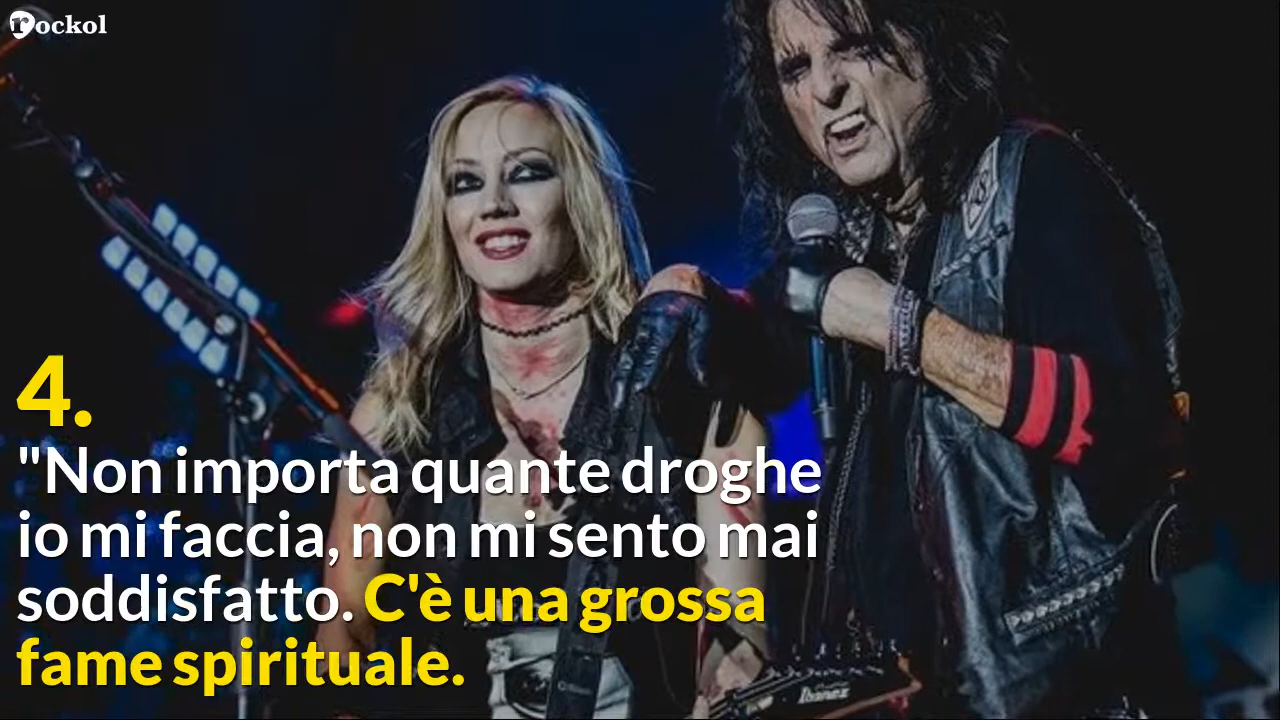 rockol
4.
"Non importa quante droghe
io mi faccia, non mi sento mai
soddisfatto. C'è una grossa
fame spirituale.
Ibanez